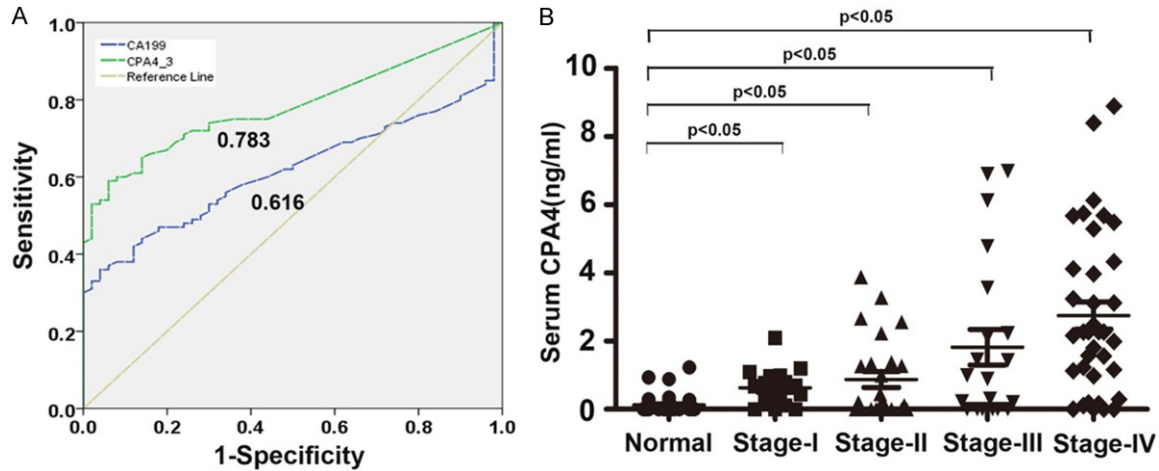 A
CA199
CPA4_3
Reference Line
0.783
0.616
1.0
0.8
0.6
0.4
0.2
0.0
0.0 0.2 0.4 0.6 0.8 1.0
Sensitivity
1-Specificity
B
p<0.05
p<0.05
p<0.05
p<0.05
Serum CPA4(ng/ml)
10
8
6
4
2
0
Normal Stage-I Stage-II Stage-III Stage-IV